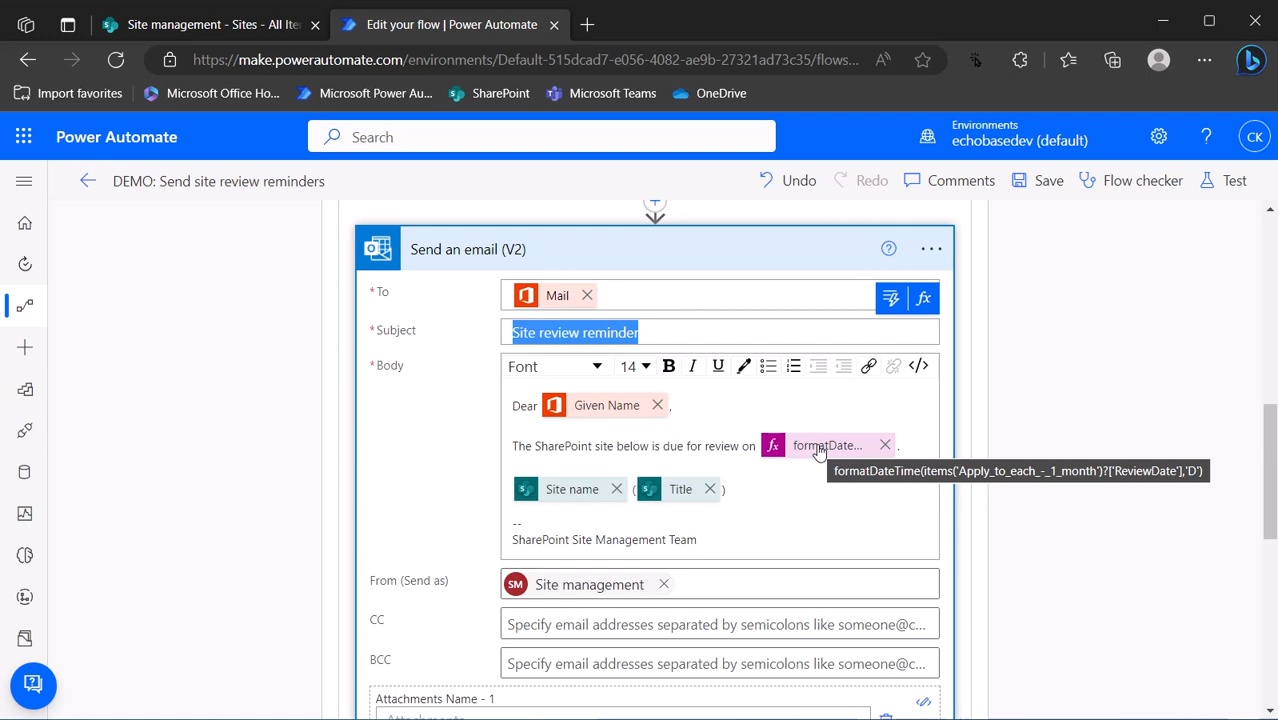 Site management - Sites - All Ite
Edit your flow | Power Automate
https://make.powerautomate.com/environments/Default-515dcad7-e056-4082-ae9b-27321ad73c35/flows...
Import favorites
Microsoft Office Ho...
Microsoft Power Au...
SharePoint
Microsoft Teams
OneDrive
Power Automate
Search
Environments
echobasedev (default)
CK
DEMO: Send site review reminders
Undo
Redo
Comments
Save
Flow checker
Test
Send an email (V2)
*To
Mail
fx
*Subject
Site review reminder
*Body
Font
14
B
I
U
</>
Dear Given Name ,
The SharePoint site below is due for review on fx formatDate... .
formatDateTime(items('Apply_to_each_-_1_month')?['ReviewDate'],'D')
Site name ( Title )
--
SharePoint Site Management Team
From (Send as)
SM Site management
CC
Specify email addresses separated by semicolons like someone@c...
BCC
Specify email addresses separated by semicolons like someone@c...
Attachments Name - 1